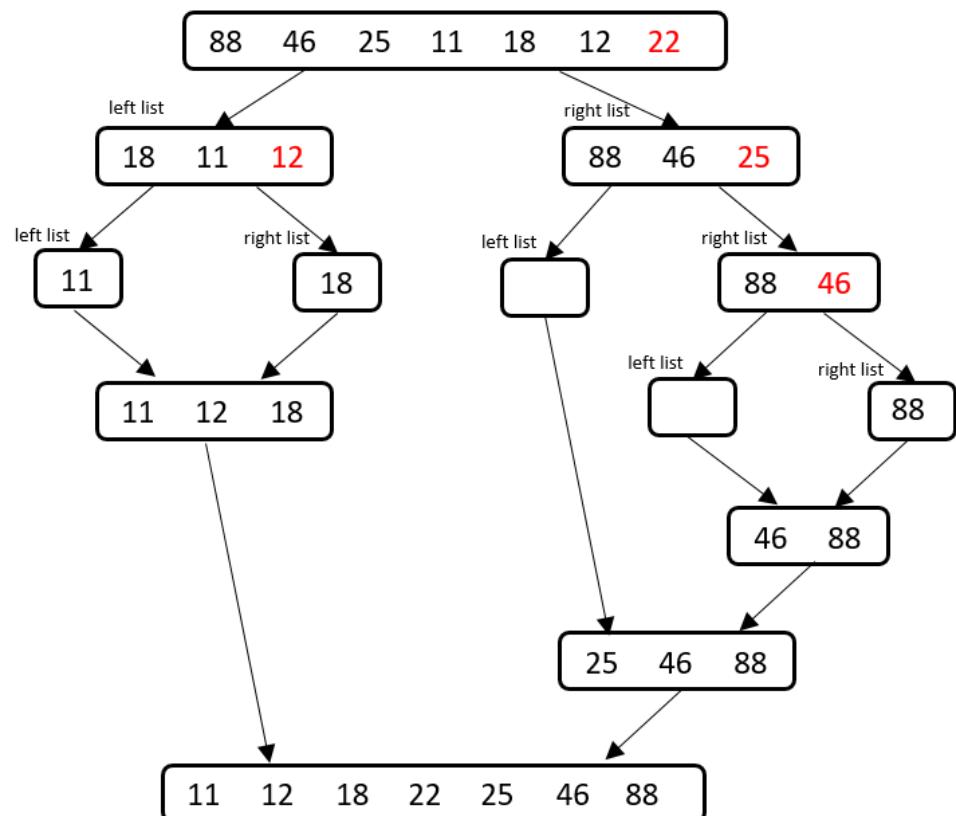 88 46 25 11 18 12 22
left list
right list
18 11 12
88 46 25
left list
right list
left list
right list
11
18
88 46
left list
right list
11 12 18
88
46 88
25 46 88
11 12 18 22 25 46 88